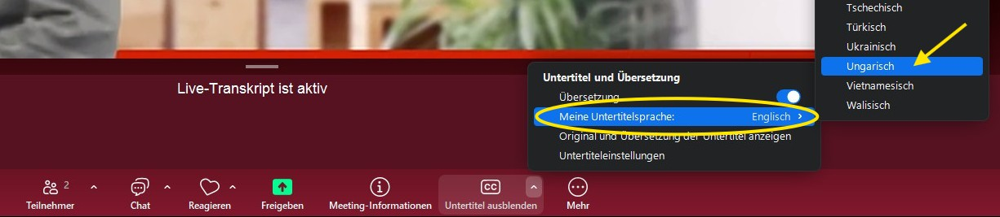 Tschechisch
Türkisch
Ukrainisch
Ungarisch
Vietnamesisch
Walisisch
Untertitel und Übersetzung
Übersetzung
Meine Untertitelsprache: Englisch
Original und Übersetzung der Untertitel anzeigen
Untertiteleinstellungen
Live-Transkript ist aktiv
2
CC
Teilnehmer Chat Reagieren Freigeben Meeting-Informationen Untertitel ausblenden Mehr